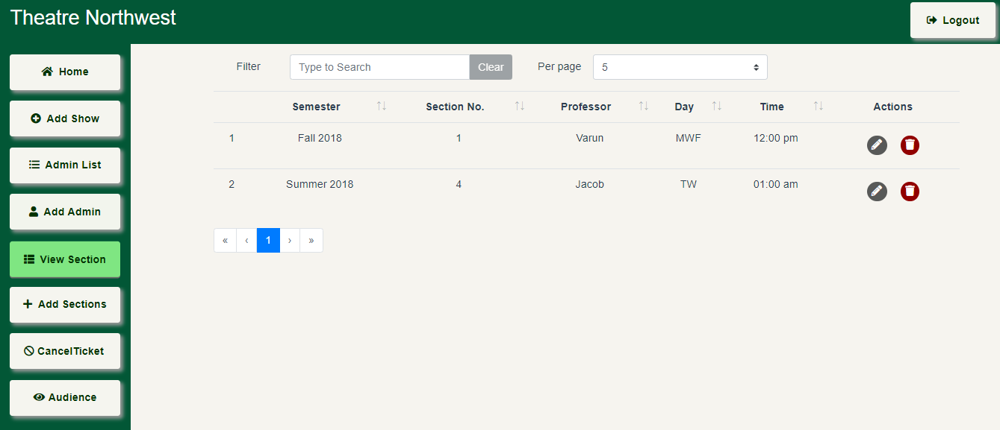 Theatre Northwest
Logout
Home
Add Show
Admin List
Add Admin
View Section
Add Sections
CancelTicket
Audience
Filter Type to Search Clear Per page 5
Semester Section No. Professor Day Time Actions
1 Fall 2018 1 Varun MWF 12:00 pm
2 Summer 2018 4 Jacob TW 01:00 am
« ‹ 1 › »